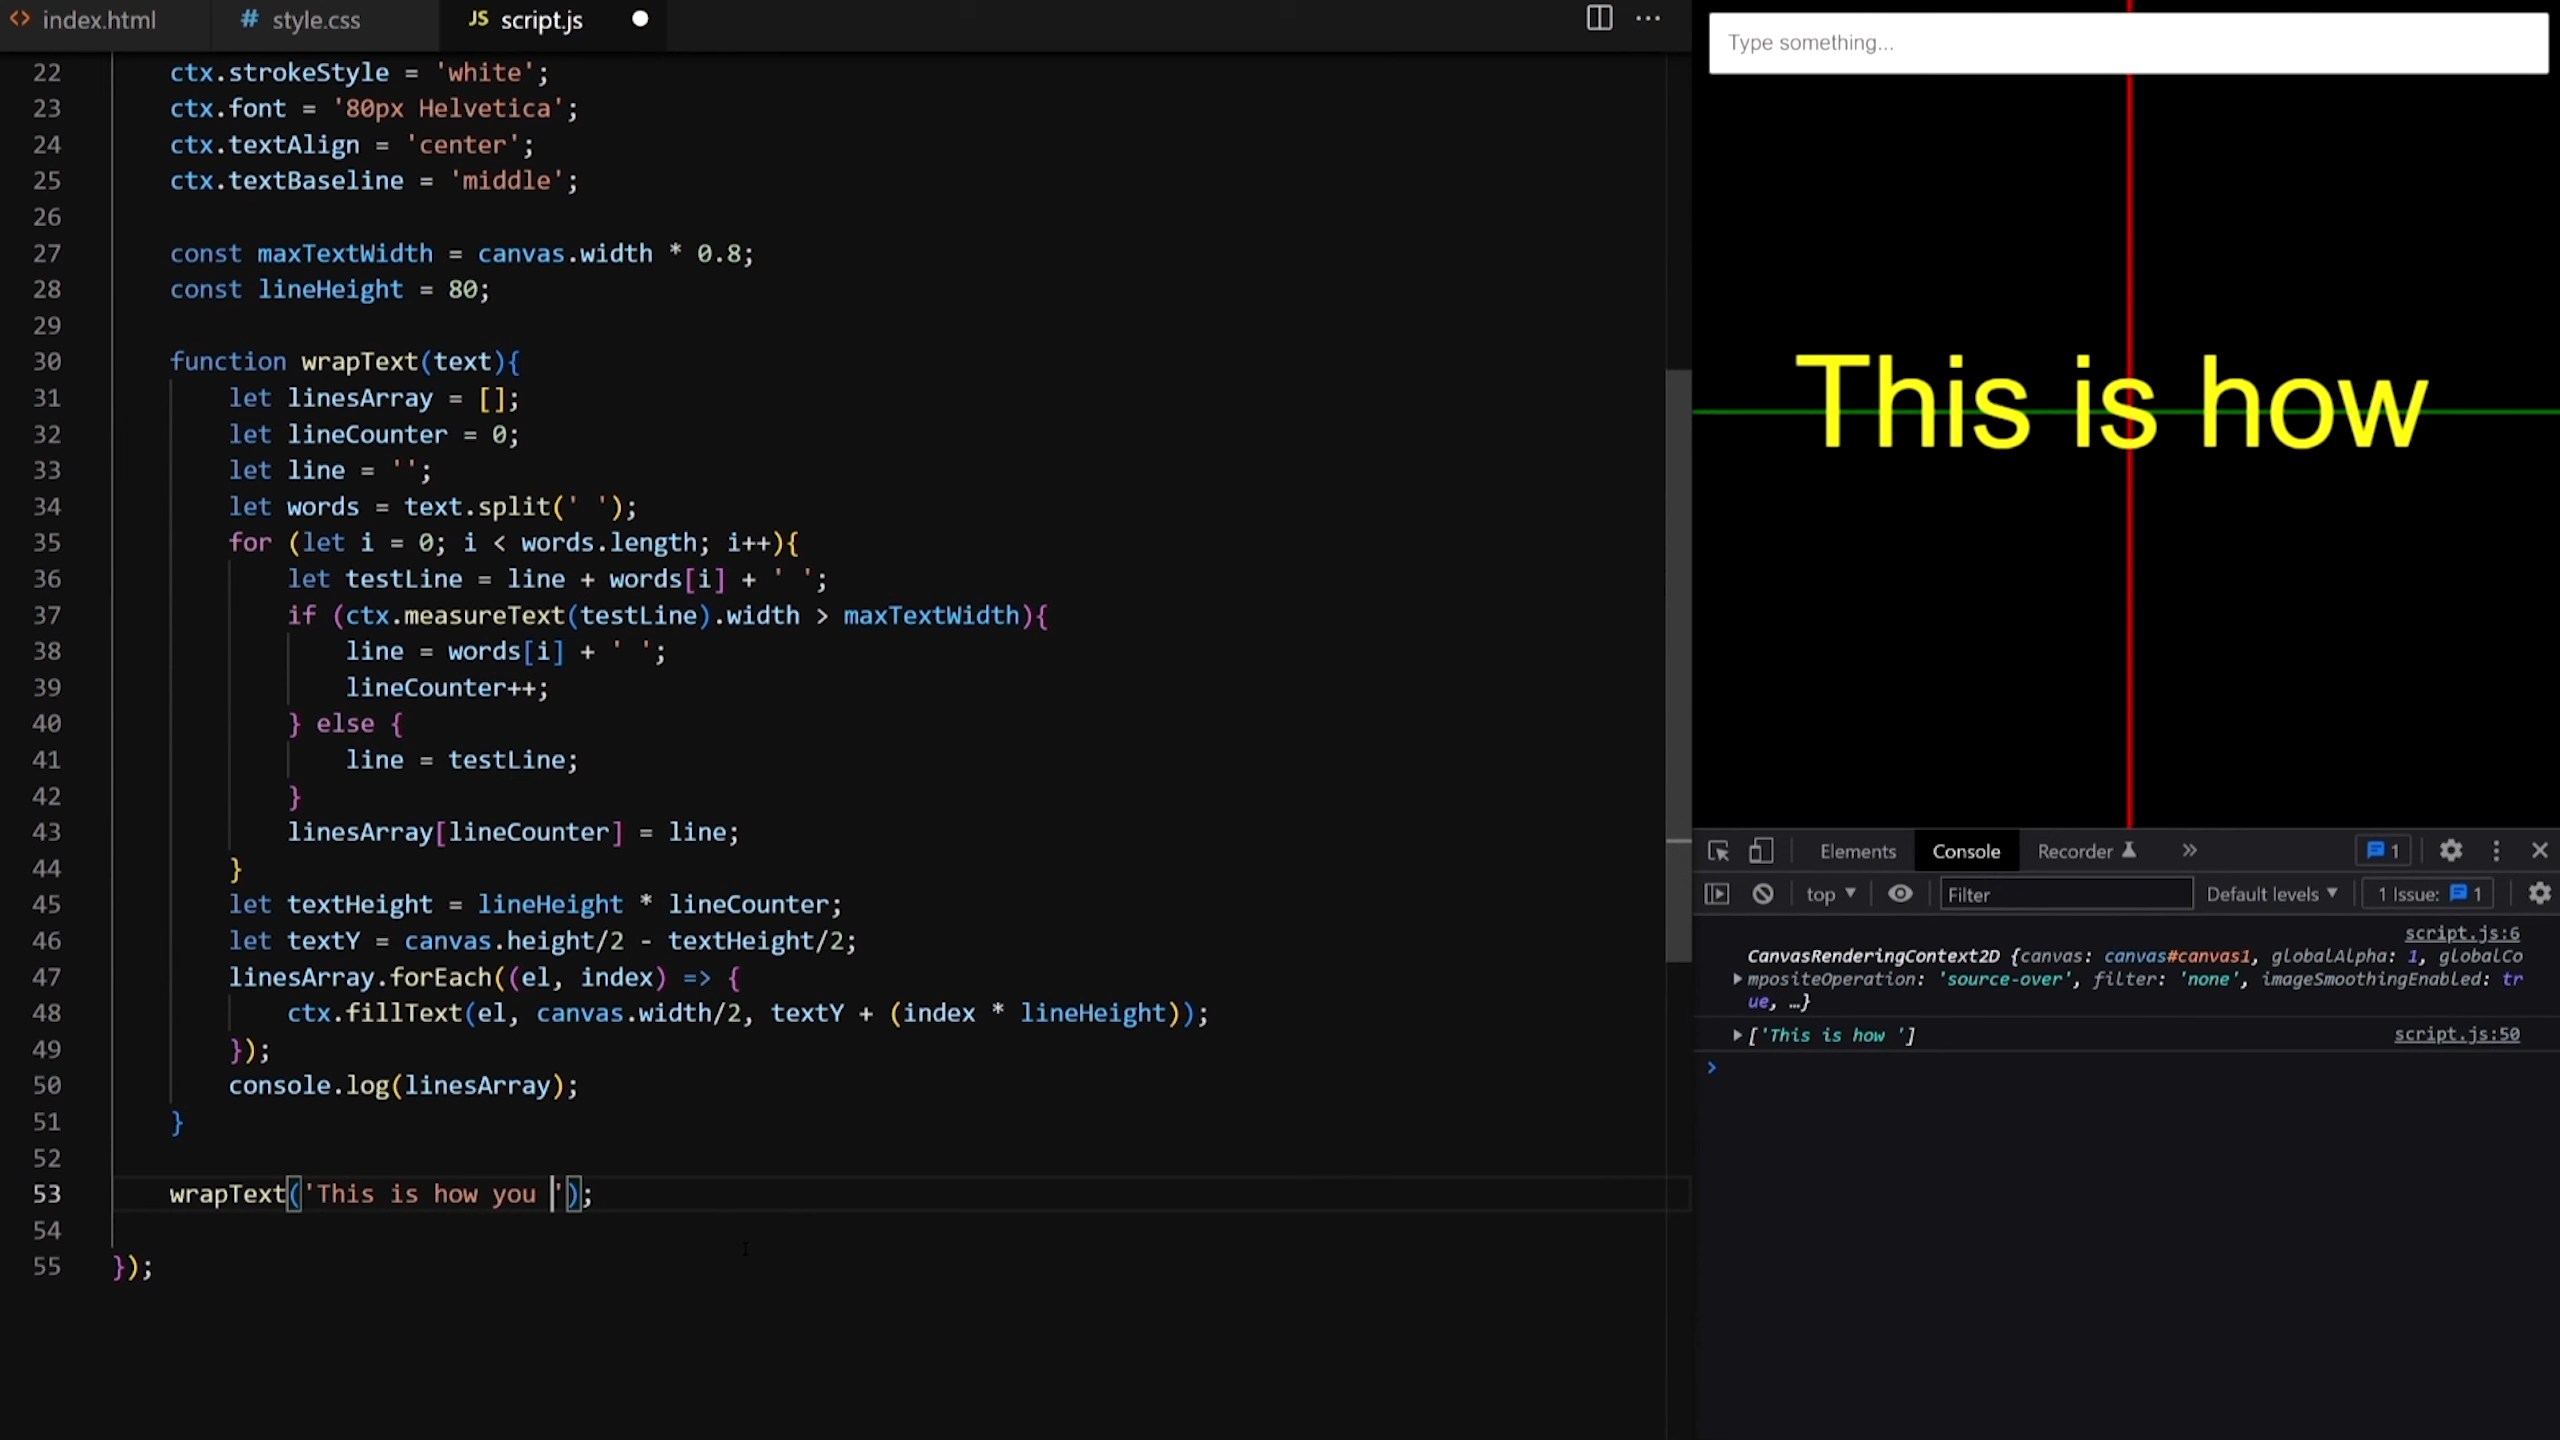 index.html
# style.css
JS script.js
22 ctx.strokeStyle = 'white';
23 ctx.font = '80px Helvetica';
24 ctx.textAlign = 'center';
25 ctx.textBaseline = 'middle';
26
27 const maxTextWidth = canvas.width * 0.8;
28 const lineHeight = 80;
29
30 function wrapText(text){
31 let linesArray = [];
32 let lineCounter = 0;
33 let line = '';
34 let words = text.split(' ');
35 for (let i = 0; i < words.length; i++){
36 let testLine = line + words[i] + ' ';
37 if (ctx.measureText(testLine).width > maxTextWidth){
38 line = words[i] + ' ';
39 lineCounter++;
40 } else {
41 line = testLine;
42 }
43 linesArray[lineCounter] = line;
44 }
45 let textHeight = lineHeight * lineCounter;
46 let textY = canvas.height/2 - textHeight/2;
47 linesArray.forEach((el, index) => {
48 ctx.fillText(el, canvas.width/2, textY + (index * lineHeight));
49 });
50 console.log(linesArray);
51 }
52
53 wrapText('This is how you ');
54
55 });
Type something...
This is how
Elements Console Recorder 1
top Filter Default levels 1 Issue: 1
script.js:6
CanvasRenderingContext2D {canvas: canvas#canvas1, globalAlpha: 1, globalCo
mpositeOperation: 'source-over', filter: 'none', imageSmoothingEnabled: tr
ue, …}
['This is how '] script.js:50